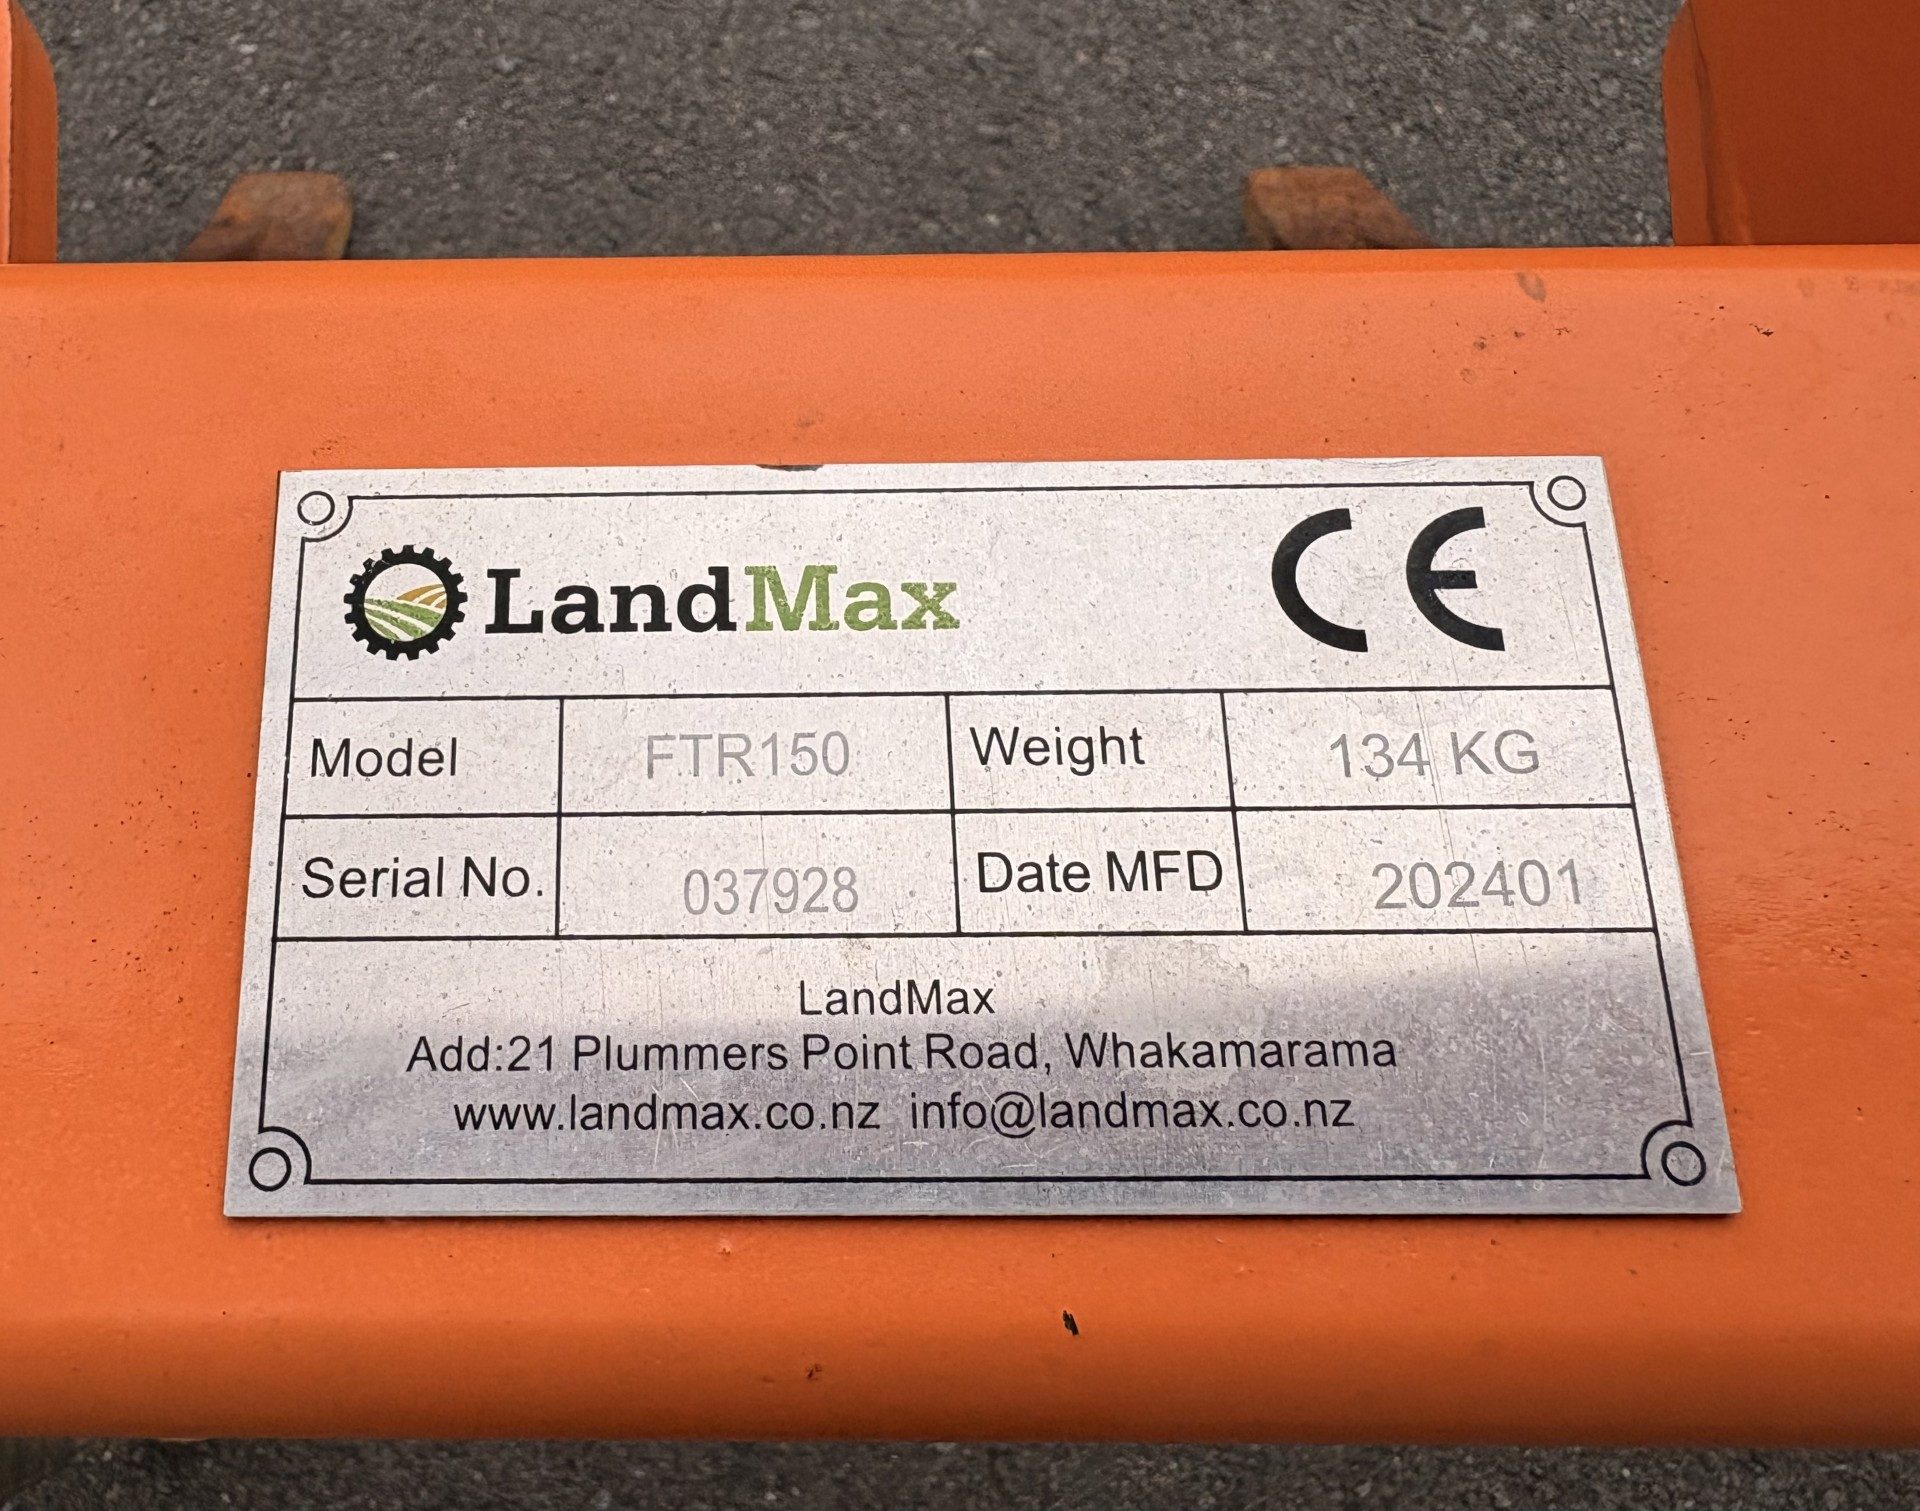 LandMax CE
Model FTR150 Weight 134 KG
Serial No. 037928 Date MFD 202401
LandMax
Add:21 Plummers Point Road, Whakamarama
www.landmax.co.nz info@landmax.co.nz